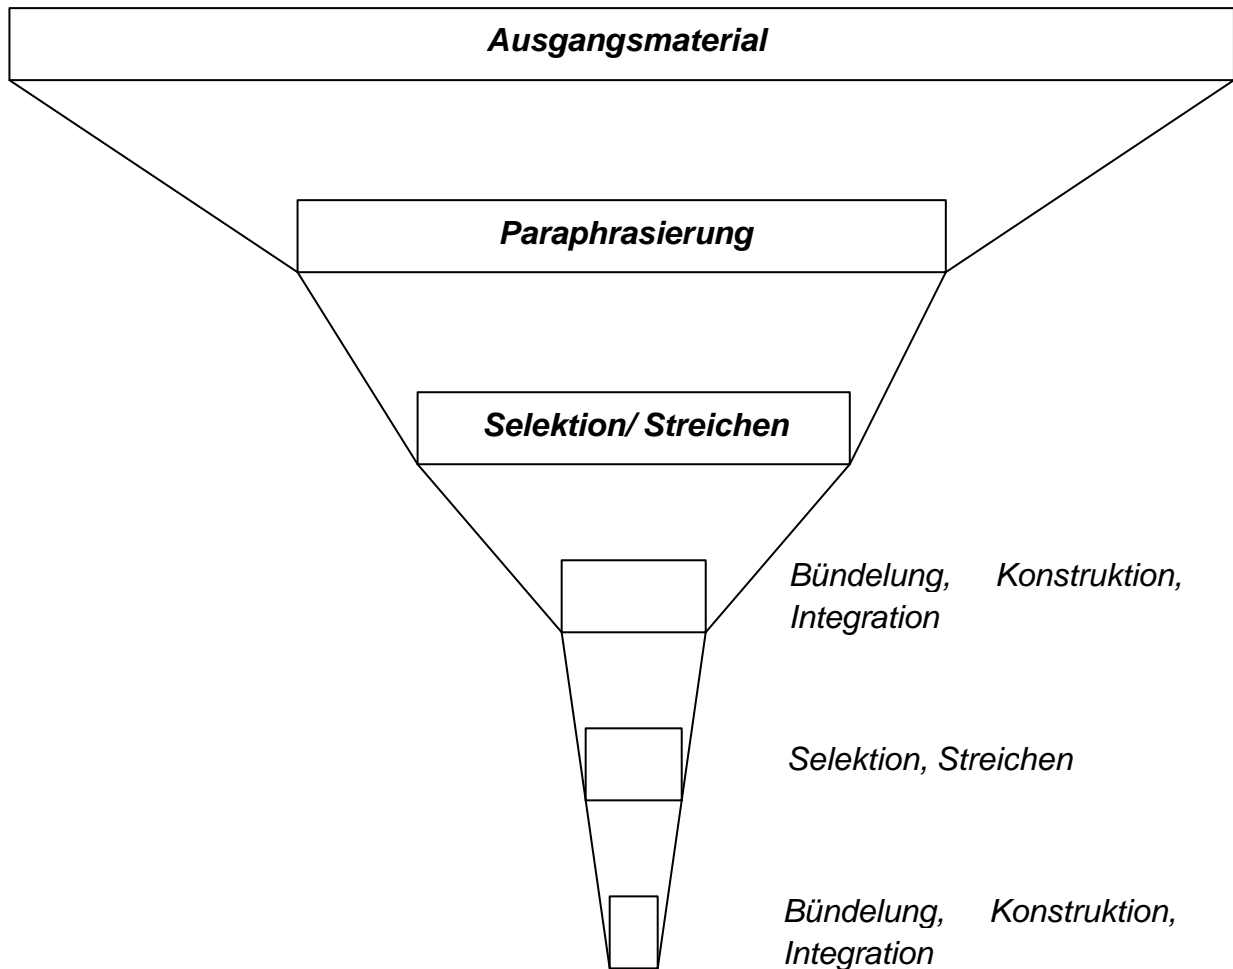 Ausgangsmaterial
Paraphrasierung
Selektion/ Streichen
Bündelung, Konstruktion,
Integration
Selektion, Streichen
Bündelung, Konstruktion,
Integration